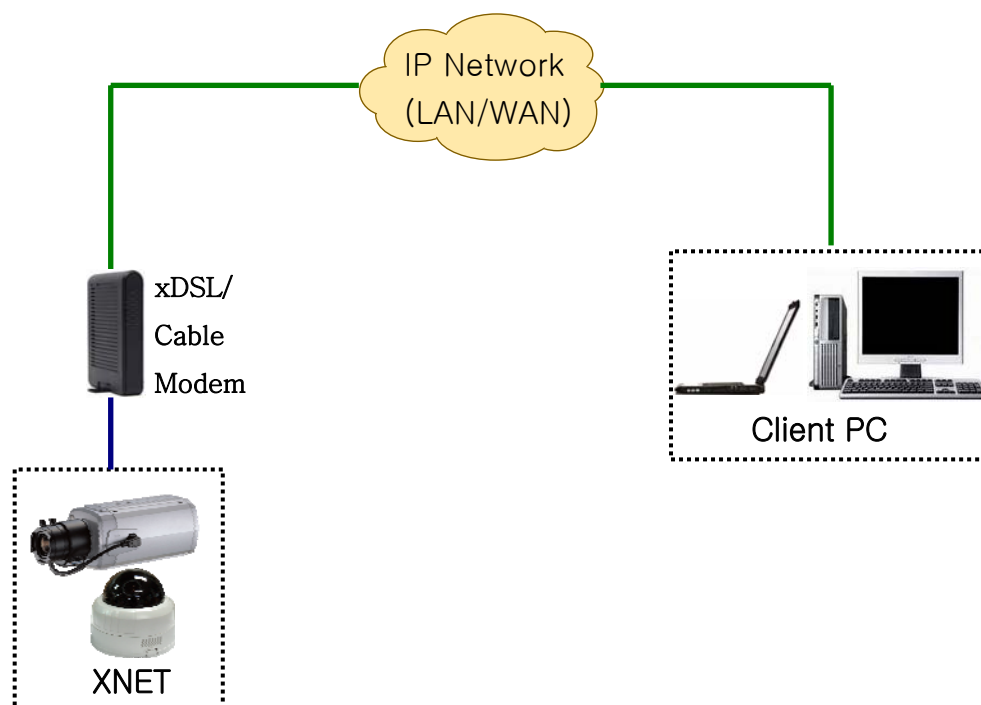 IP Network
(LAN/WAN)
xDSL/
Cable
Modem
Client PC
XNET